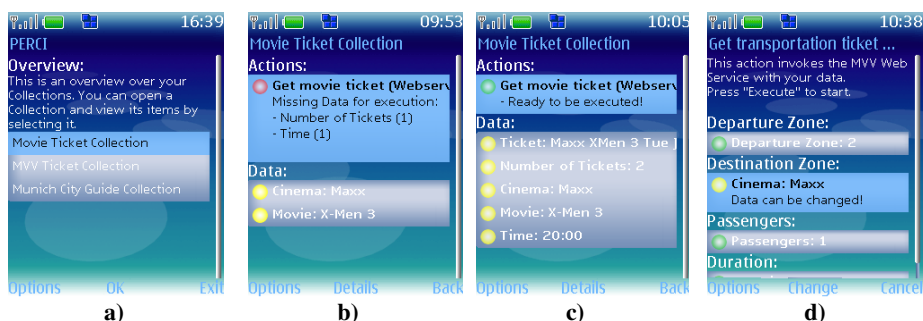 16:39
PERCI
Overview:
This is an overview over your
Collections. You can open a
Collection and view its items by
selecting it.
Movie Ticket Collection
MVV Ticket Collection
Munich City Guide Collection
Options Ok Exit
a)
09:53
Movie Ticket Collection
Actions:
Get movie ticket (Webserv
Missing Data for execution:
- Number of Tickets (1)
- Time (1)
Data:
Cinema: Maxx
Movie: X-Men 3
Options Details Back
b)
10:05
Movie Ticket Collection
Actions:
Get movie ticket (Webserv
- Ready to be executed!
Data:
Ticket: Maxx XMen 3 Tue
Number of Tickets: 2
Cinema: Maxx
Movie: X-Men 3
Time: 20:00
Options Details Back
c)
10:38
Get transportation ticket ...
This action invokes the MVV Web
Service with your data.
Press "Execute" to start.
Departure Zone:
Departure Zone: 2
Destination Zone:
Cinema: Maxx
Data can be changed!
Passengers:
Passengers: 1
Duration:
Options Change Cancel
d)